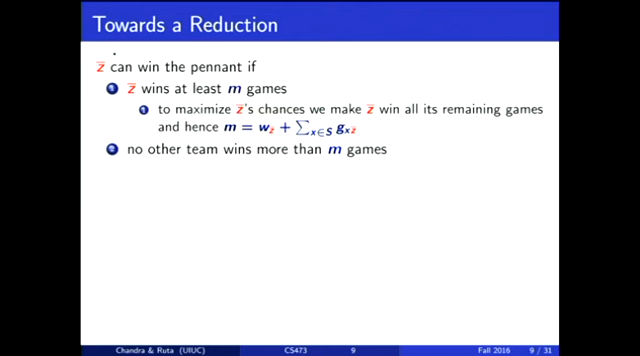 Towards a Reduction
z̄ can win the pennant if
1 z̄ wins at least m games
1 to maximize z̄'s chances we make z̄ win all its remaining games
and hence m = w_z̄ + ∑_{x∈S} g_{xz̄}
2 no other team wins more than m games
Chandra & Ruta (UIUC) CS473 9 Fall 2016 9 / 31